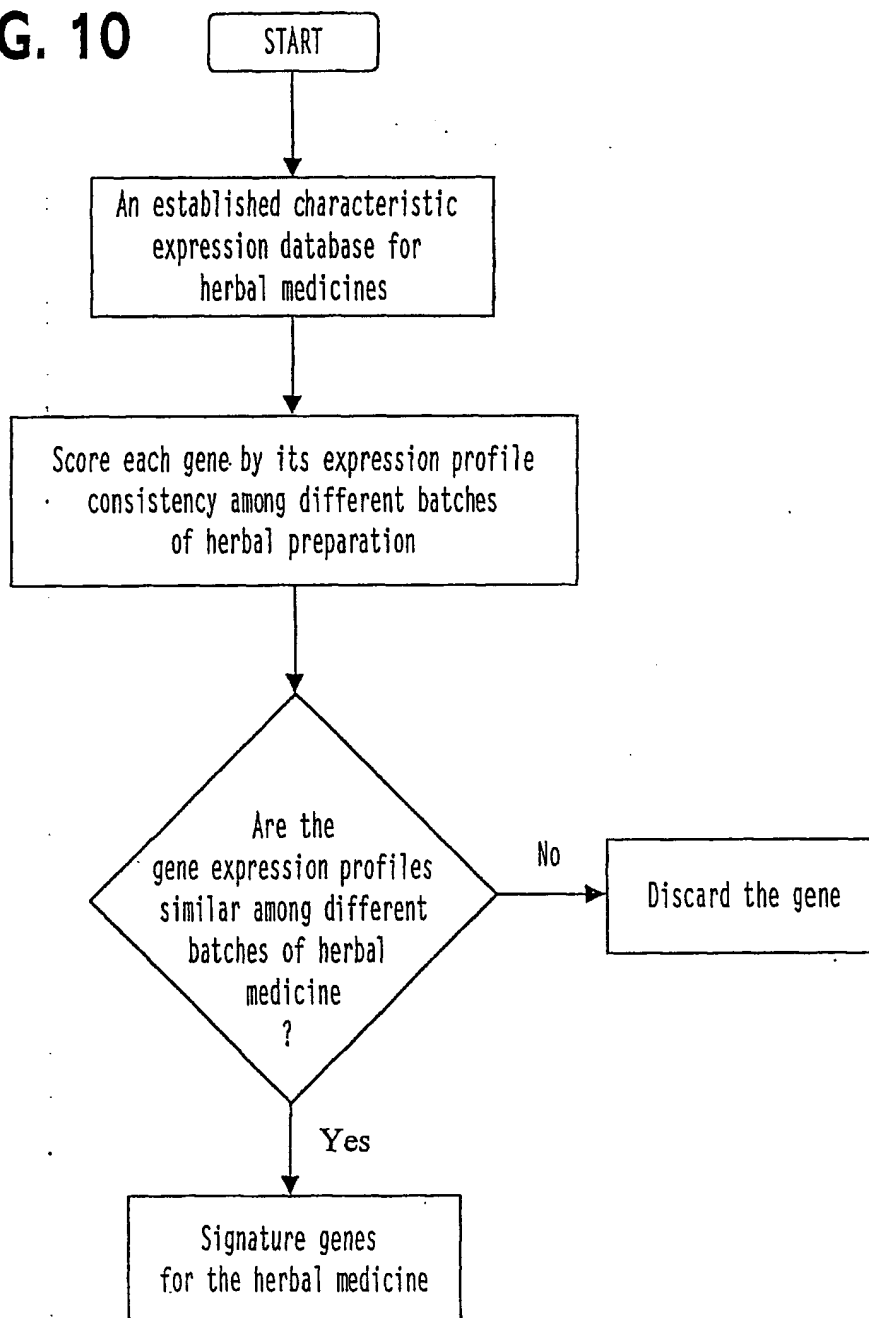 G. 10
START
An established characteristic
expression database for
herbal medicines
Score each gene by its expression profile
consistency among different batches
of herbal preparation
Are the
gene expression profiles
similar among different
batches of herbal
medicine
?
No
Discard the gene
Yes
Signature genes
for the herbal medicine